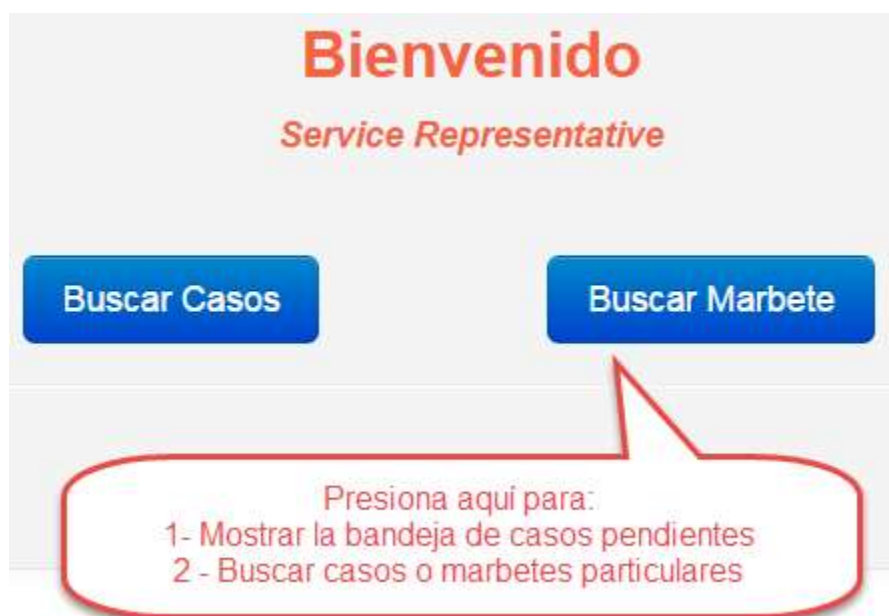 Bienvenido
Service Representative
Buscar Casos
Buscar Marbete
Presiona aquí para:
1- Mostrar la bandeja de casos pendientes
2 - Buscar casos o marbetes particulares